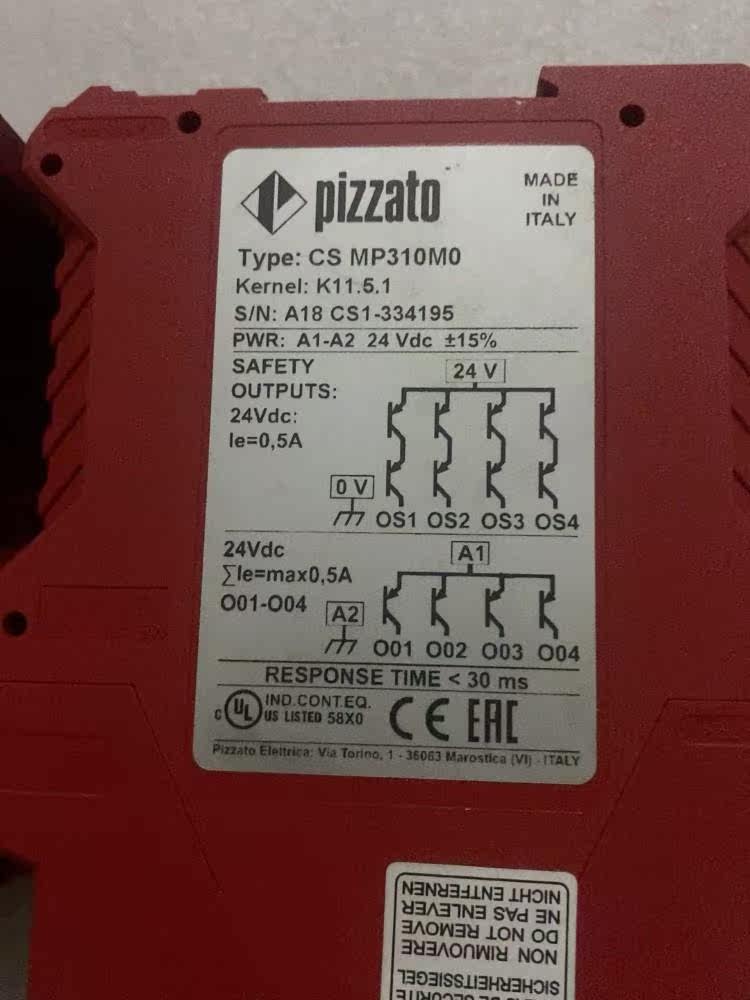 pizzato
MADE
IN
ITALY
Type: CS MP310M0
Kernel: K11.5.1
S/N: A18 CS1-334195
PWR: A1-A2 24 Vdc ±15%
SAFETY
OUTPUTS:
24Vdc:
Ie=0,5A
24 V
0 V
OS1 OS2 OS3 OS4
24Vdc
∑Ie=max0,5A
O01-O04
A1
A2
O01 O02 O03 O04
RESPONSE TIME < 30 ms
c UL US LISTED 58X0
IND.CONT.EQ.
CE EAC
Pizzato Elettrica: Via Torino, 1 - 36063 Marostica (VI) - ITALY
SICHERHEITSSIEGEL
NON RIMUOVERE
DO NOT REMOVE
NE PAS ENLEVER
NICHT ENTFERNEN